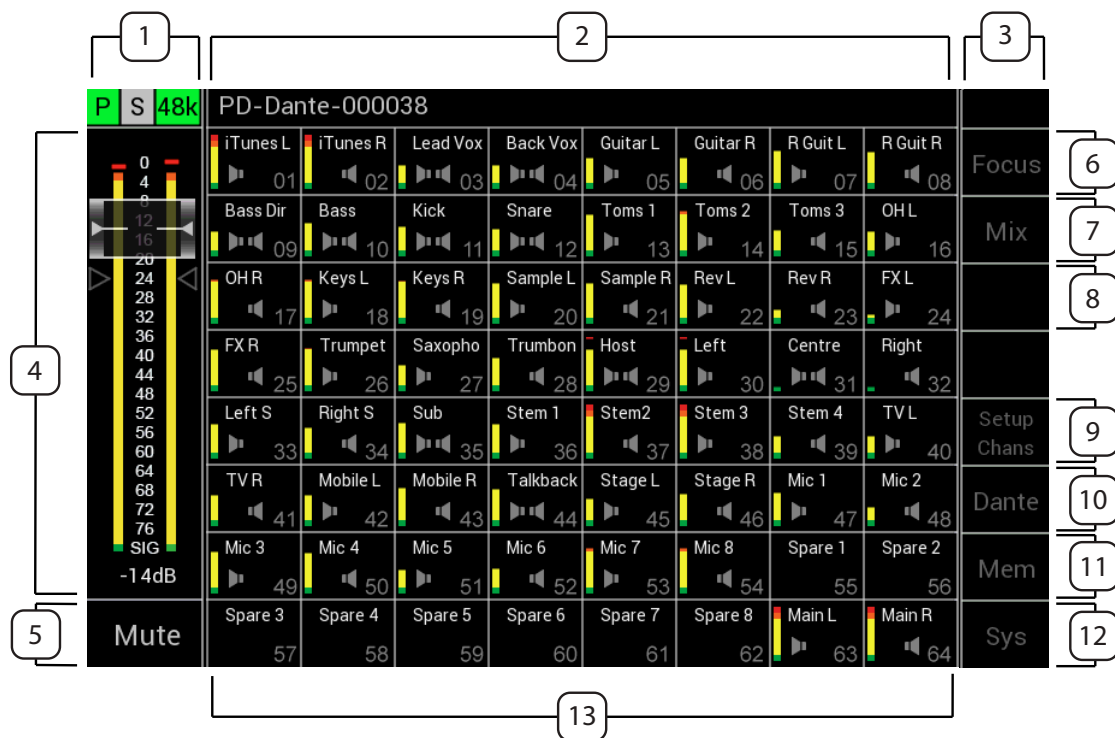 1 2 3
P S 48k PD-Dante-000038
4 5 6 7 8 9 10 11 12 13
0
4
8
12
16
20
24
28
32
36
40
44
48
52
56
60
64
68
72
76
SIG
-14dB
Mute
iTunes L iTunes R Lead Vox Back Vox Guitar L Guitar R R Guit L R Guit R
01 02 03 04 05 06 07 08
Bass Dir Bass Kick Snare Toms 1 Toms 2 Toms 3 OH L
09 10 11 12 13 14 15 16
OH R Keys L Keys R Sample L Sample R Rev L Rev R FX L
17 18 19 20 21 22 23 24
FX R Trumpet Saxopho Trumbon Host Left Centre Right
25 26 27 28 29 30 31 32
Left S Right S Sub Stem 1 Stem2 Stem 3 Stem 4 TV L
33 34 35 36 37 38 39 40
TV R Mobile L Mobile R Talkback Stage L Stage R Mic 1 Mic 2
41 42 43 44 45 46 47 48
Mic 3 Mic 4 Mic 5 Mic 6 Mic 7 Mic 8 Spare 1 Spare 2
49 50 51 52 53 54 55 56
Spare 3 Spare 4 Spare 5 Spare 6 Spare 7 Spare 8 Main L Main R
57 58 59 60 61 62 63 64
Focus
Mix
Setup
Chans
Dante
Mem
Sys